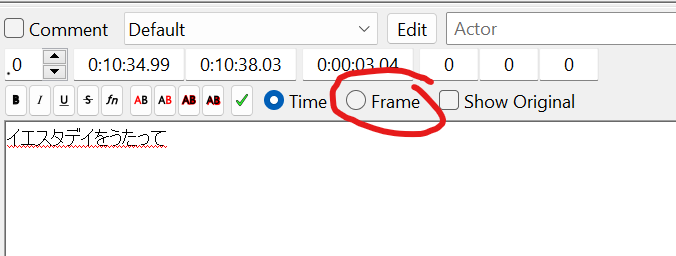 Comment Default Edit Actor
0 0:10:34.99 0:10:38.03 0:00:03.04 0 0 0
B I U S fn AB AB AB AB Time Frame Show Original
イエスタデイをうたって